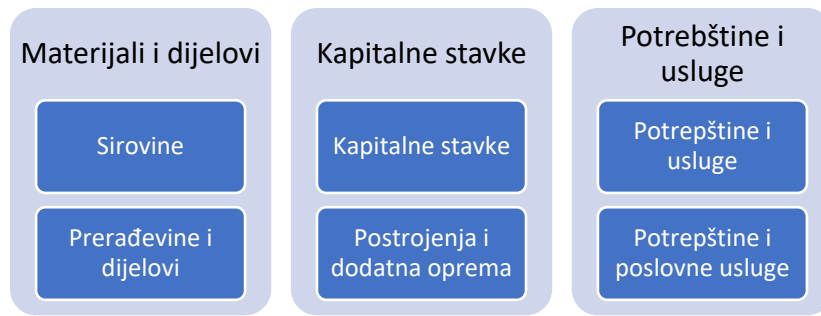 Materijali i dijelovi
Sirovine
Prerađevine i
dijelovi
Kapitalne stavke
Kapitalne stavke
Postrojenja i
dodatna oprema
Potrebštine i
usluge
Potrepštine i
usluge
Potrepštine i
poslovne usluge